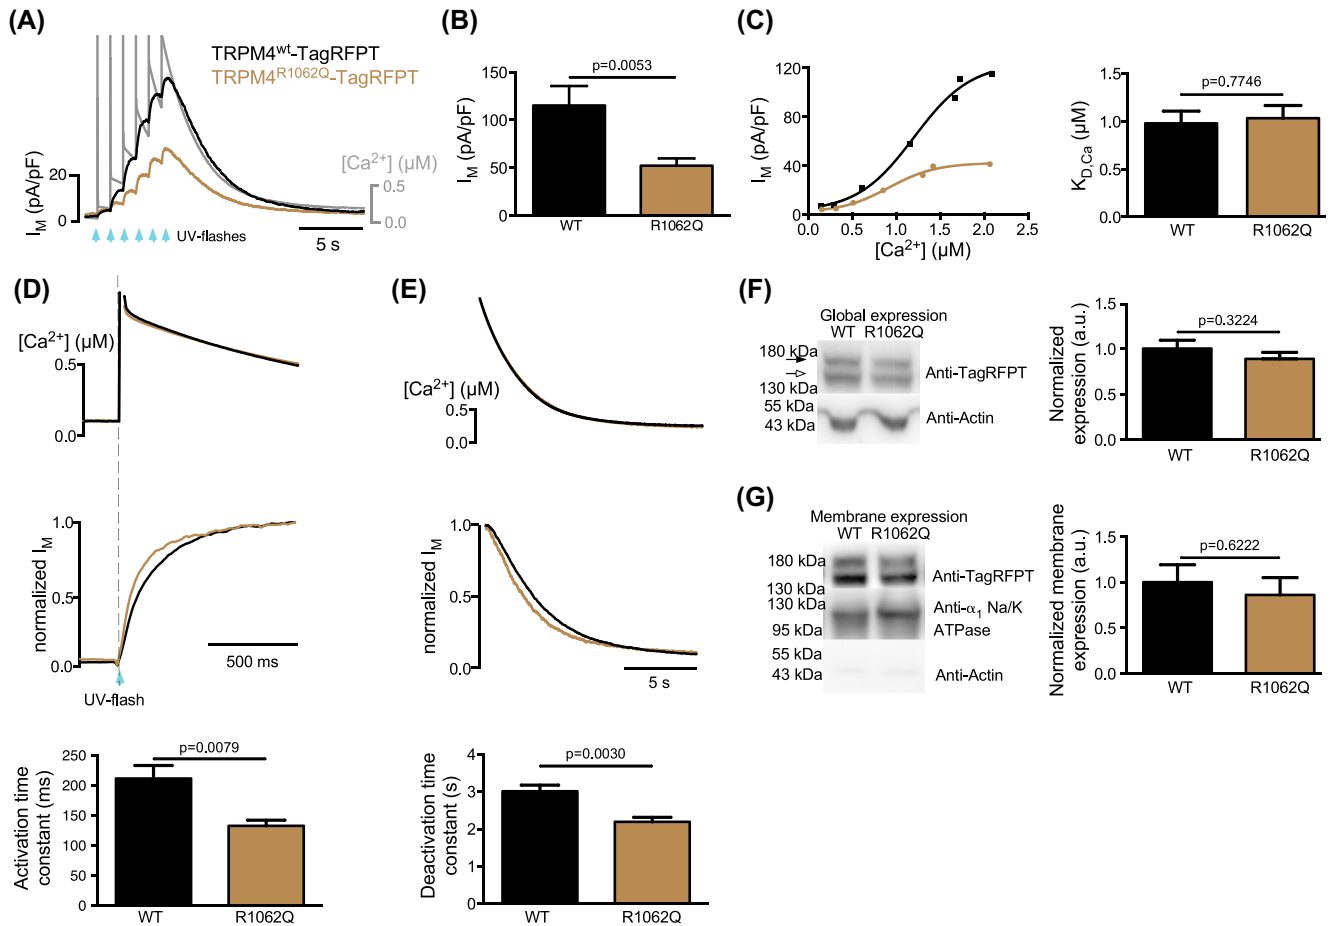 (A)
TRPM4wt-TagRFPT
TRPM4R1062Q-TagRFPT
IM (pA/pF)
20
0
[Ca2+] (µM)
0.5
0.0
UV-flashes
5 s
(B)
p=0.0053
IM (pA/pF)
150
100
50
0
WT
R1062Q
(C)
IM (pA/pF)
120
80
40
0
0.0 0.5 1.0 1.5 2.0 2.5
[Ca2+] (µM)
p=0.7746
KD,Ca (µM)
1.5
1.0
0.5
0.0
WT
R1062Q
(D)
[Ca2+] (µM)
0.5
0.0
normalized IM
1.0
0.5
0.0
500 ms
UV-flash
p=0.0079
Activation time
constant (ms)
250
200
150
100
50
0
WT
R1062Q
(E)
[Ca2+] (µM)
0.5
0.0
normalized IM
1.0
0.5
0.0
5 s
p=0.0030
Deactivation time
constant (s)
4
3
2
1
0
WT
R1062Q
(F)
Global expression
WT R1062Q
180 kDa
130 kDa
Anti-TagRFPT
55 kDa
43 kDa
Anti-Actin
p=0.3224
Normalized
expression (a.u.)
1.5
1.0
0.5
0.0
WT
R1062Q
(G)
Membrane expression
WT R1062Q
180 kDa
Anti-TagRFPT
130 kDa
130 kDa
Anti-α1 Na/K
95 kDa
ATPase
55 kDa
43 kDa
Anti-Actin
p=0.6222
Normalized membrane
expression (a.u.)
1.5
1.0
0.5
0.0
WT
R1062Q